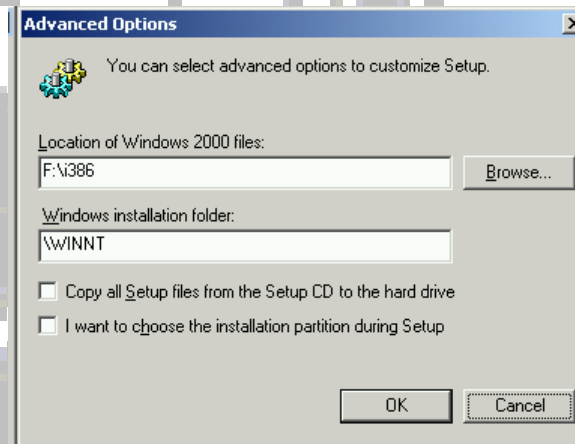 Advanced Options
You can select advanced options to customize Setup.
Location of Windows 2000 files:
F:\i386
Browse...
Windows installation folder:
\WINNT
Copy all Setup files from the Setup CD to the hard drive
I want to choose the installation partition during Setup
OK
Cancel